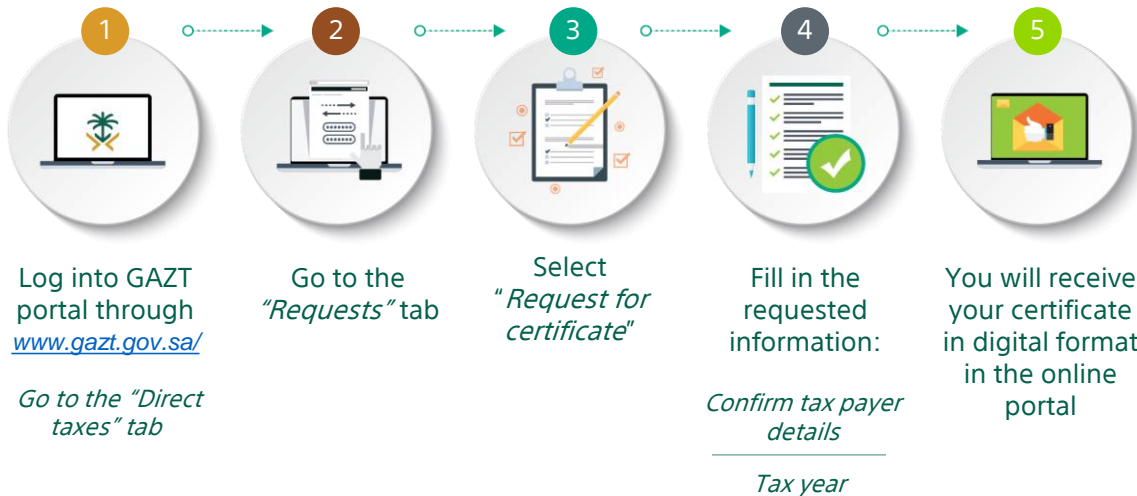 1
Log into GAZT
portal through
www.gazt.gov.sa/
Go to the “Direct
taxes” tab
2
Go to the
“Requests” tab
3
Select
“Request for
certificate”
4
Fill in the
requested
information:
Confirm tax payer
details
Tax year
5
You will receive
your certificate
in digital format
in the online
portal